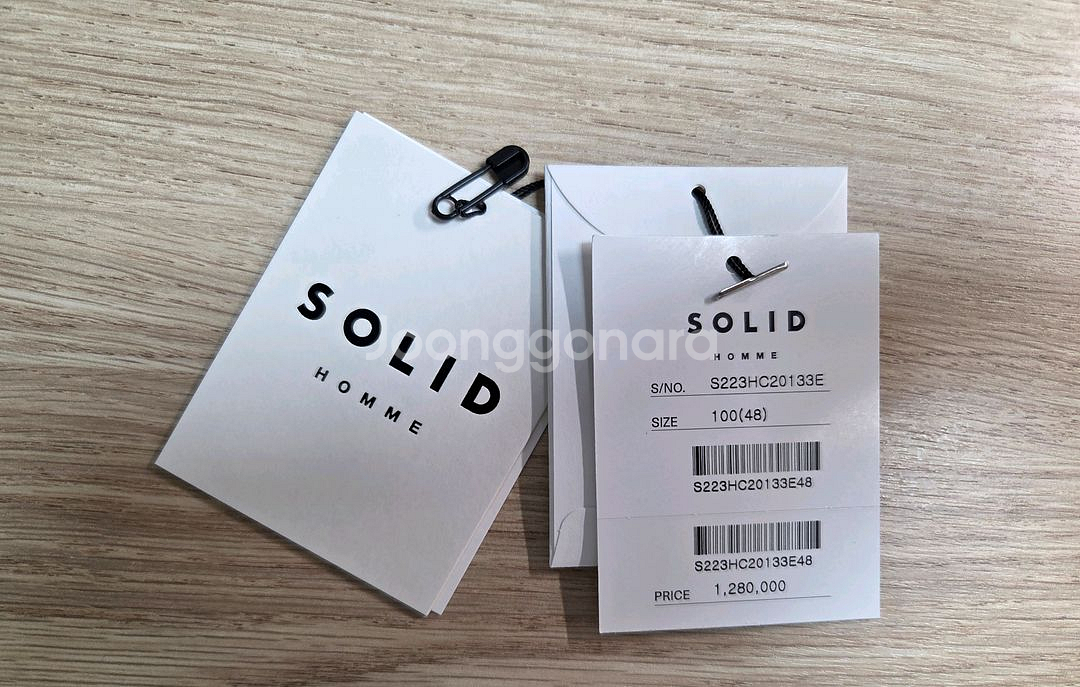 SOLID
HOMME
SOLID
HOMME
S/NO. S223HC20133E
SIZE 100(48)
S223HC20133E48
S223HC20133E48
PRICE 1,280,000
Joonggonara